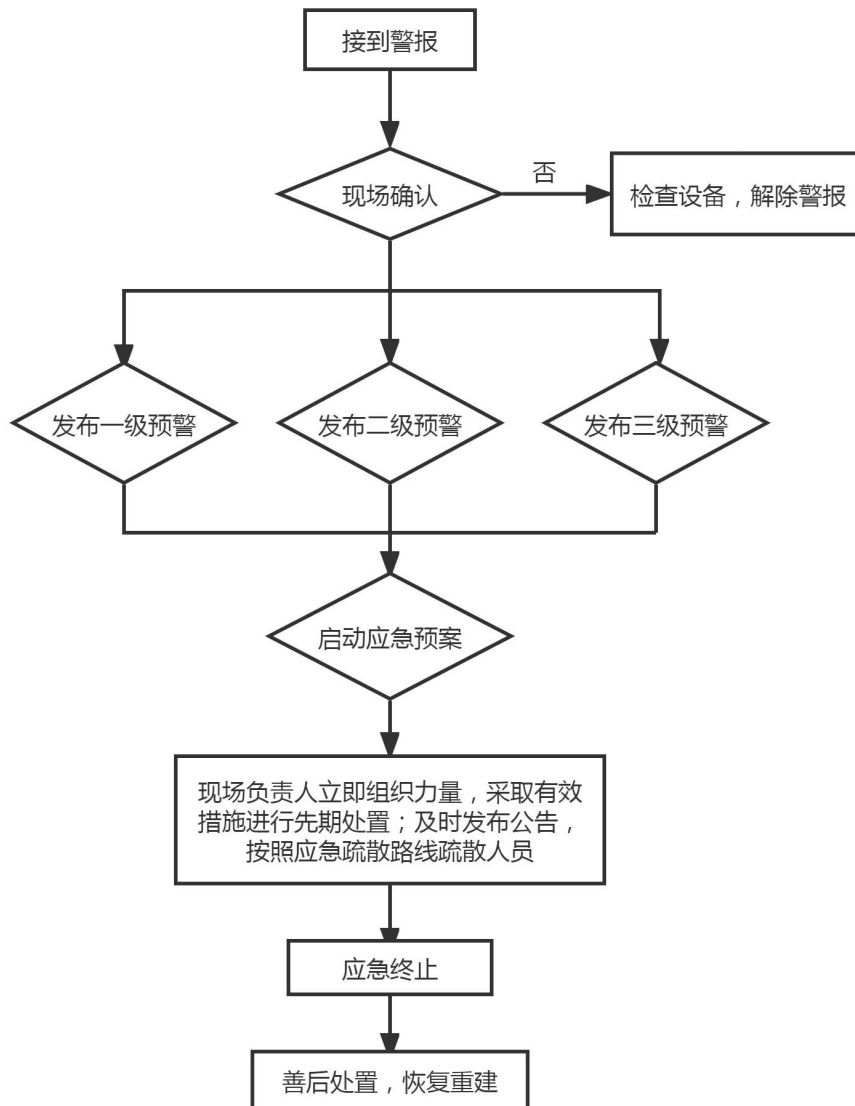 接到警报
现场确认
否
检查设备，解除警报
发布一级预警
发布二级预警
发布三级预警
启动应急预案
现场负责人立即组织力量，采取有效
措施进行先期处置；及时发布公告，
按照应急疏散路线疏散人员
应急终止
善后处置，恢复重建